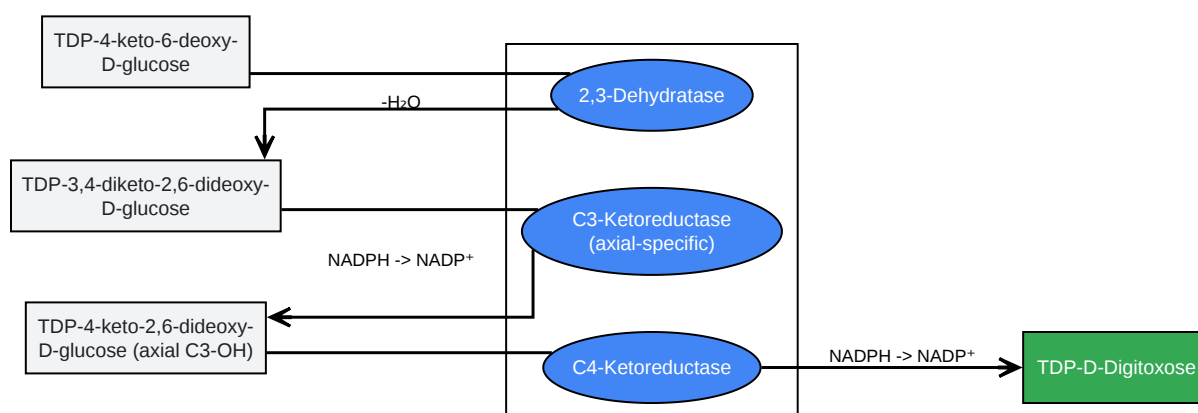 TDP-4-keto-6-deoxy-
D-glucose
2,3-Dehydratase
-H₂O
TDP-3,4-diketo-2,6-dideoxy-
D-glucose
C3-Ketoreductase
(axial-specific)
NADPH -> NADP⁺
TDP-4-keto-2,6-dideoxy-
D-glucose (axial C3-OH)
C4-Ketoreductase
NADPH -> NADP⁺
TDP-D-Digitoxose